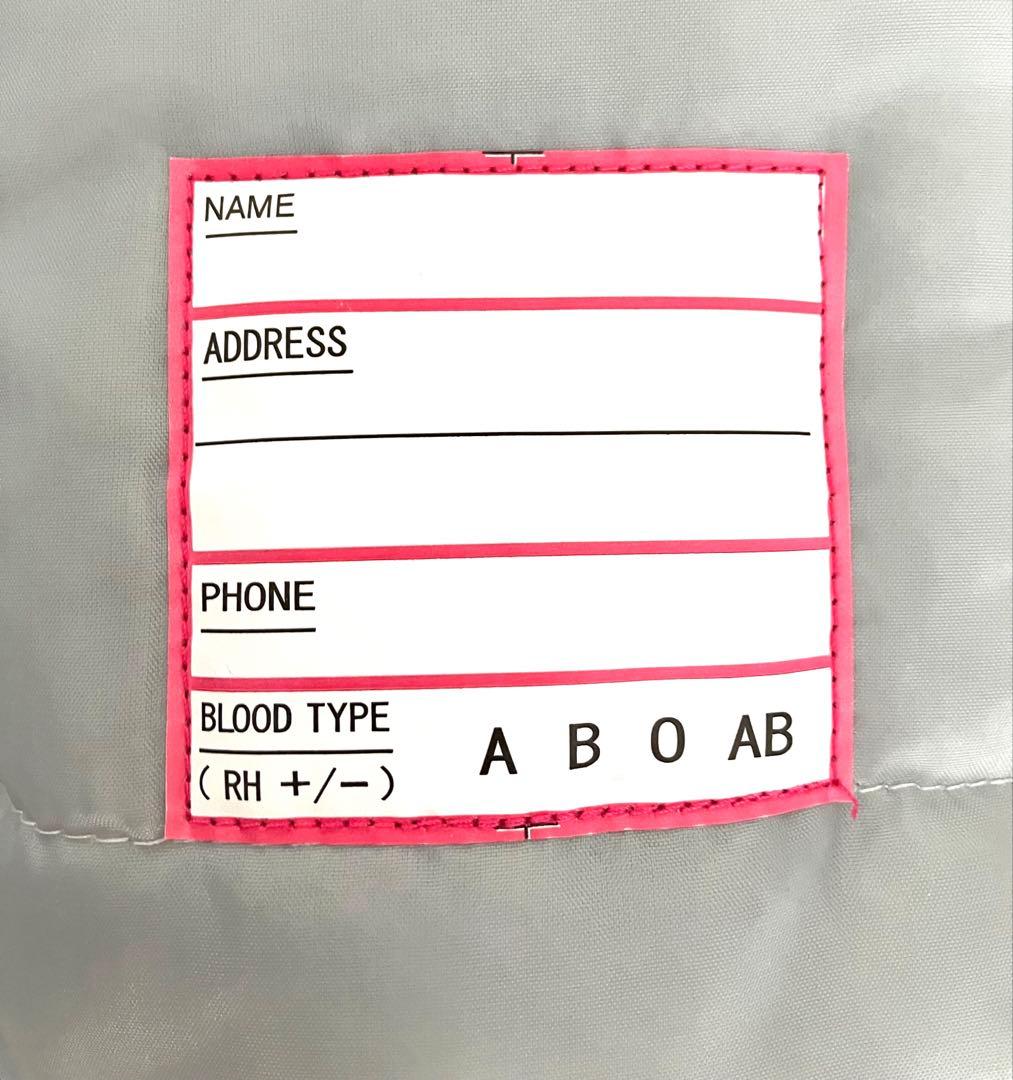 NAME
ADDRESS
PHONE
BLOOD TYPE
(RH +/-) A B O AB